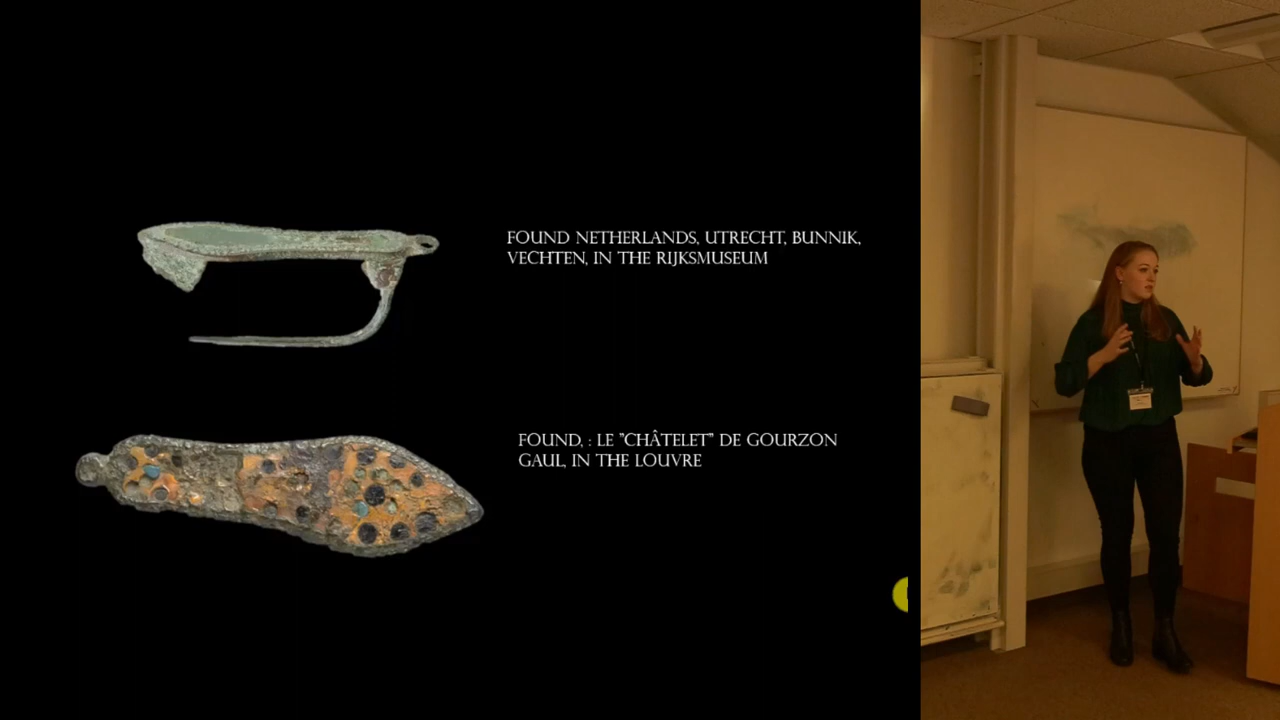 FOUND NETHERLANDS, UTRECHT, BUNNIK,
VECHTEN, IN THE RIJKSMUSEUM
FOUND, : LE "CHÂTELET" DE GOURZON
GAUL, IN THE LOUVRE